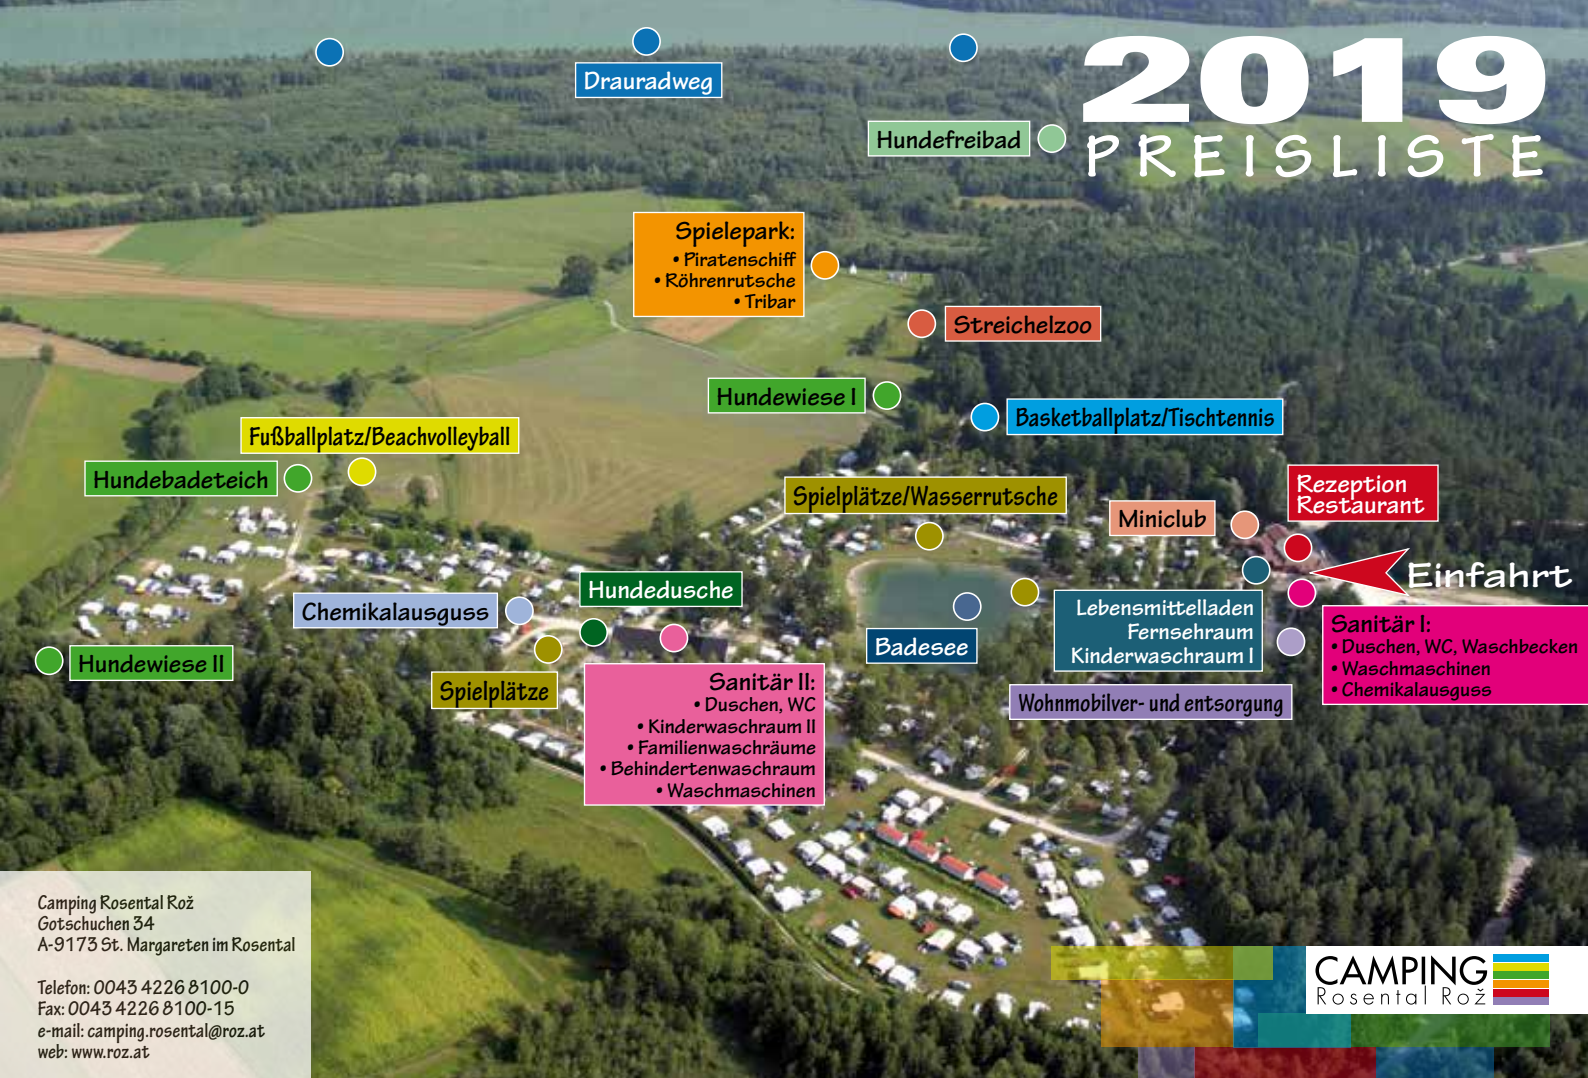 2019
PREISLISTE
Drauradweg
Hundefreibad
Spielepark:
• Piratenschiff
• Röhrenrutsche
• Tribar
Streichelzoo
Hundewiese I
Basketballplatz/Tischtennis
Fußballplatz/Beachvolleyball
Hundebadeteich
Spielplätze/Wasserrutsche
Miniclub
Rezeption
Restaurant
Einfahrt
Hundedusche
Chemikalausguss
Lebensmittelladen
Fernsehraum
Kinderwaschraum I
Badesee
Sanitär I:
• Duschen, WC, Waschbecken
• Waschmaschinen
• Chemikalausguss
Hundewiese II
Spielplätze
Sanitär II:
• Duschen, WC
• Kinderwaschraum II
• Familienwaschräume
• Behindertenwaschraum
• Waschmaschinen
Wohnmobilver- und entsorgung
Camping Rosental Rož
Gotschuchen 34
A-9173 St. Margareten im Rosental
Telefon: 0043 4226 8100-0
Fax: 0043 4226 8100-15
e-mail: camping.rosental@roz.at
web: www.roz.at
CAMPING
Rosental Rož